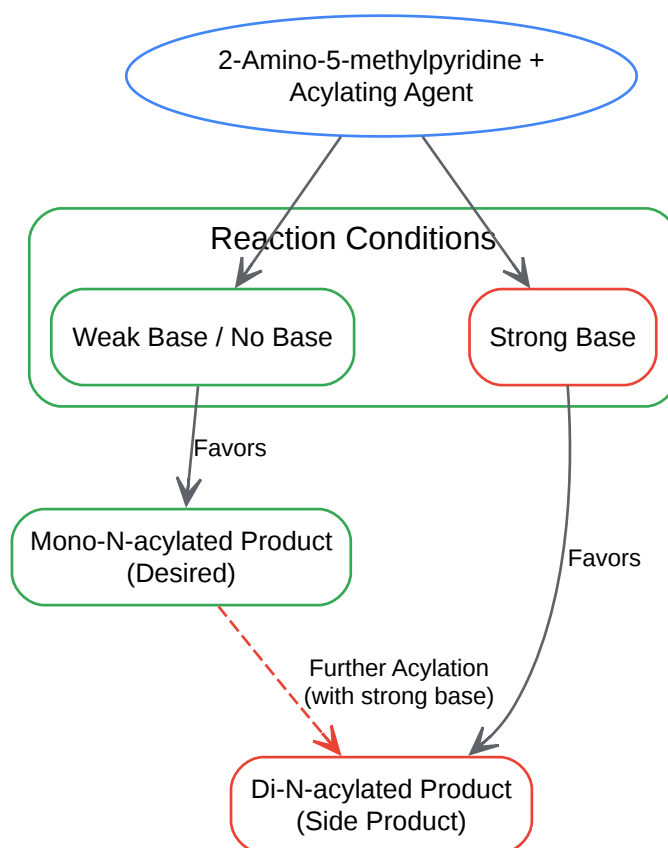 2-Amino-5-methylpyridine +
Acylating Agent
Reaction Conditions
Weak Base / No Base
Strong Base
Favors
Mono-N-acylated Product
(Desired)
Favors
Further Acylation
(with strong base)
Di-N-acylated Product
(Side Product)